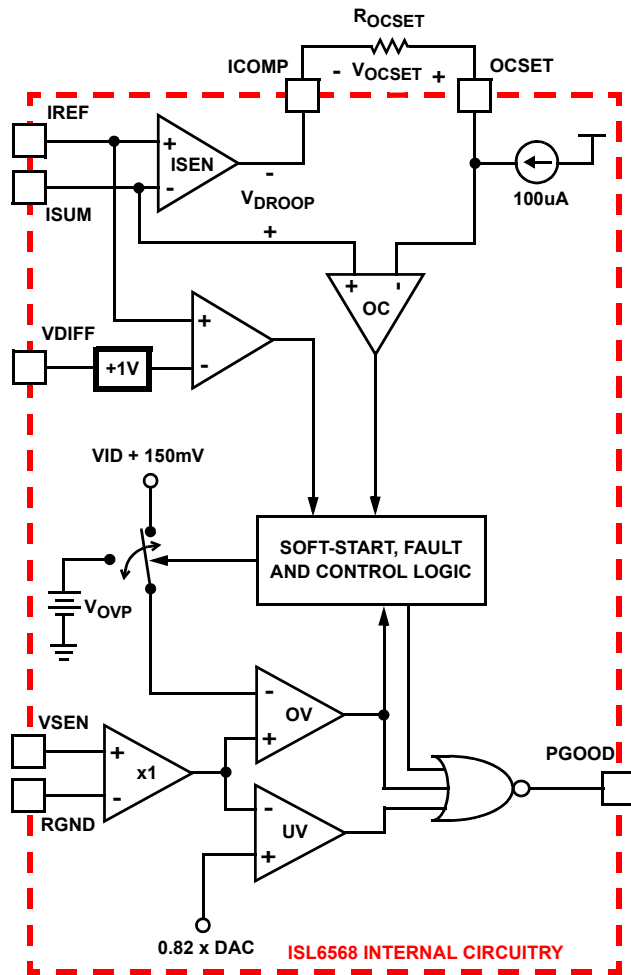 ROCSET
ICOMP
- VOCSET +
OCSET
IREF
+
ISEN
-
ISUM
-
VDROOP
+
100uA
+ -
OC
VDIFF
+1V
+
-
VID + 150mV
SOFT-START, FAULT
AND CONTROL LOGIC
VOVP
-
OV
+
VSEN
+
x1
-
RGND
-
UV
+
PGOOD
0.82 x DAC
ISL6568 INTERNAL CIRCUITRY